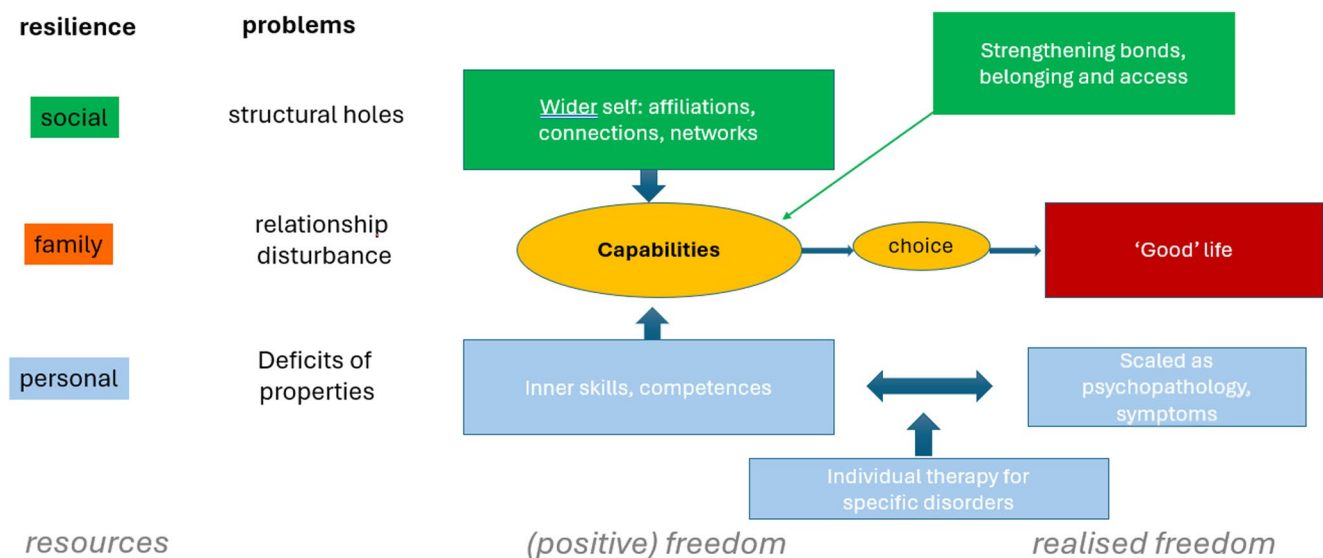 resilience
problems
Strengthening bonds,
belonging and access
social
structural holes
Wider self: affiliations,
connections, networks
family
relationship
disturbance
Capabilities
choice
‘Good’ life
personal
Deficits of
properties
Inner skills, competences
Scaled as
psychopathology,
symptoms
Individual therapy for
specific disorders
resources
(positive) freedom
realised freedom